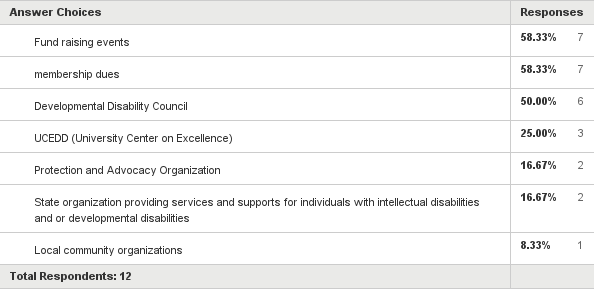 Answer Choices Responses
Fund raising events 58.33% 7
membership dues 58.33% 7
Developmental Disability Council 50.00% 6
UCEDD (University Center on Excellence) 25.00% 3
Protection and Advocacy Organization 16.67% 2
State organization providing services and supports for individuals with intellectual disabilities 16.67% 2
and or developmental disabilities
Local community organizations 8.33% 1
Total Respondents: 12